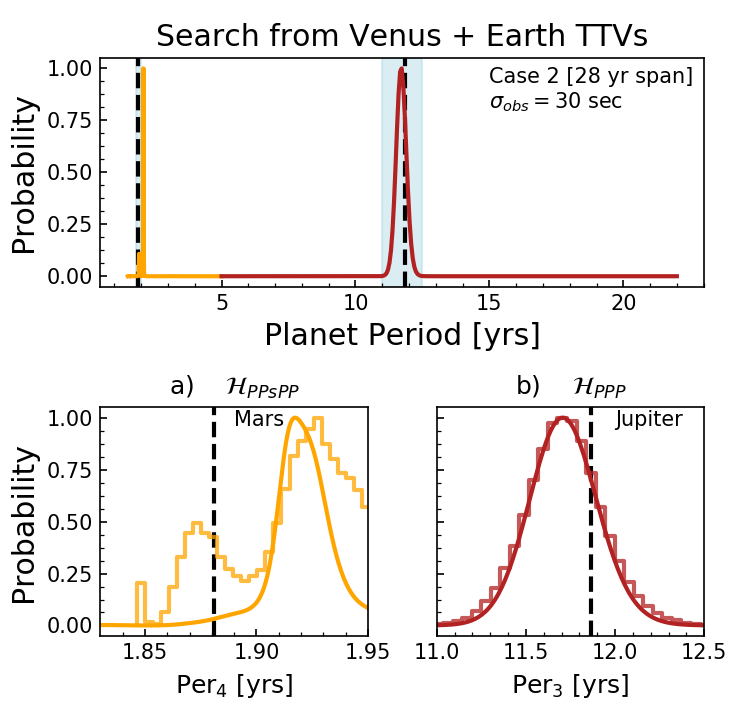 Search from Venus + Earth TTVs
Case 2 [28 yr span]
σ_obs = 30 sec
Probability
1.00
0.75
0.50
0.25
0.00
5
10
15
20
Planet Period [yrs]
a) ℋ_PPsPP
Mars
Probability
1.00
0.75
0.50
0.25
0.00
1.85
1.90
1.95
Per₄ [yrs]
b) ℋ_PPP
Jupiter
11.0
11.5
12.0
12.5
Per₃ [yrs]